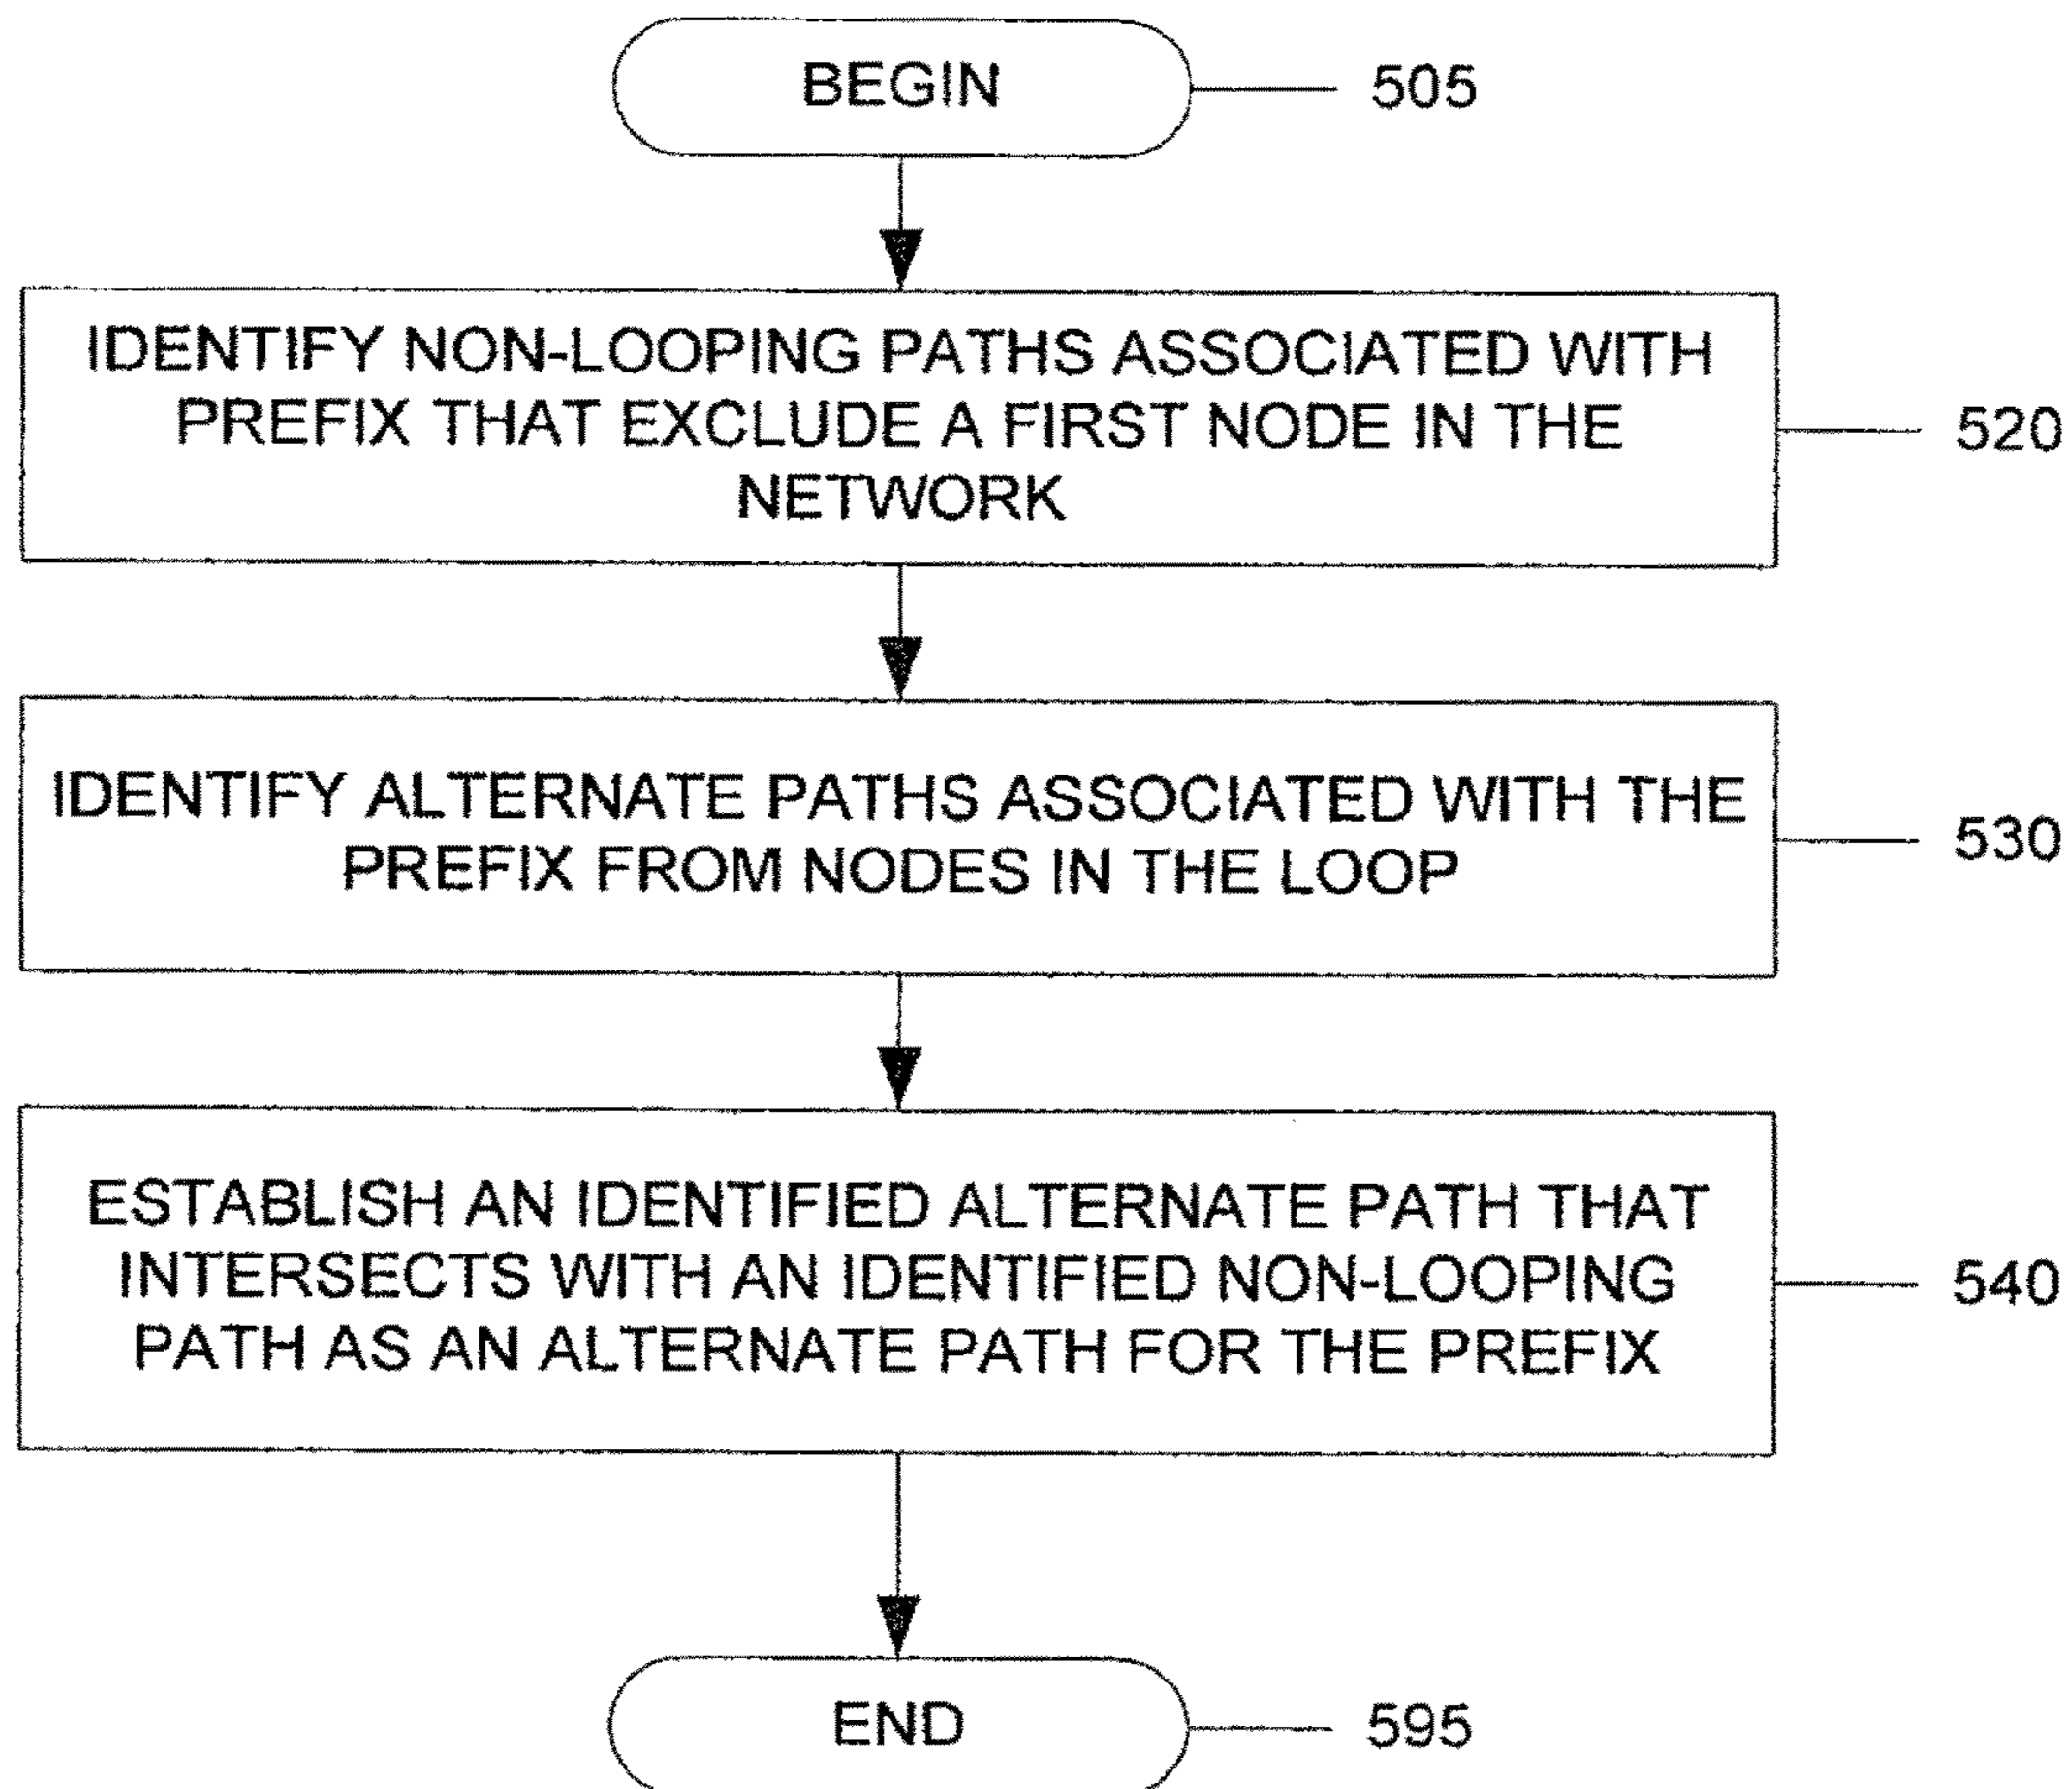 BEGIN
505
IDENTIFY NON-LOOPING PATHS ASSOCIATED WITH
PREFIX THAT EXCLUDE A FIRST NODE IN THE
NETWORK
520
IDENTIFY ALTERNATE PATHS ASSOCIATED WITH THE
PREFIX FROM NODES IN THE LOOP
530
ESTABLISH AN IDENTIFIED ALTERNATE PATH THAT
INTERSECTS WITH AN IDENTIFIED NON-LOOPING
PATH AS AN ALTERNATE PATH FOR THE PREFIX
540
END
595